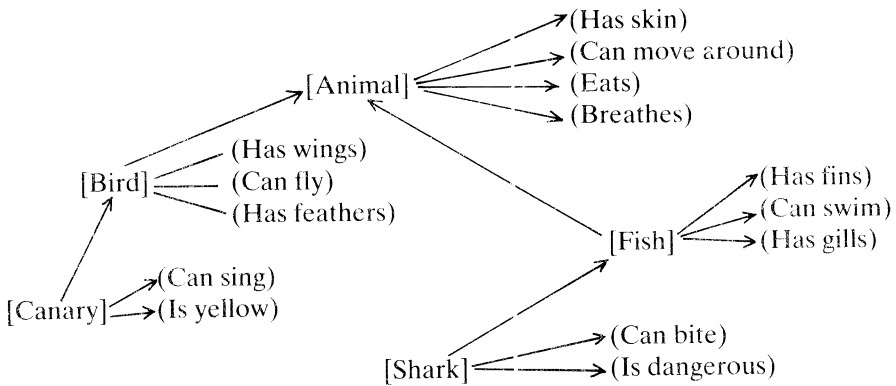 (Has skin)
(Can move around)
[Animal]
(Eats)
(Breathes)
(Has wings)
[Bird]
(Can fly)
(Has feathers)
(Has fins)
(Can swim)
[Fish]
(Has gills)
(Can sing)
[Canary]
(Is yellow)
(Can bite)
[Shark]
(Is dangerous)